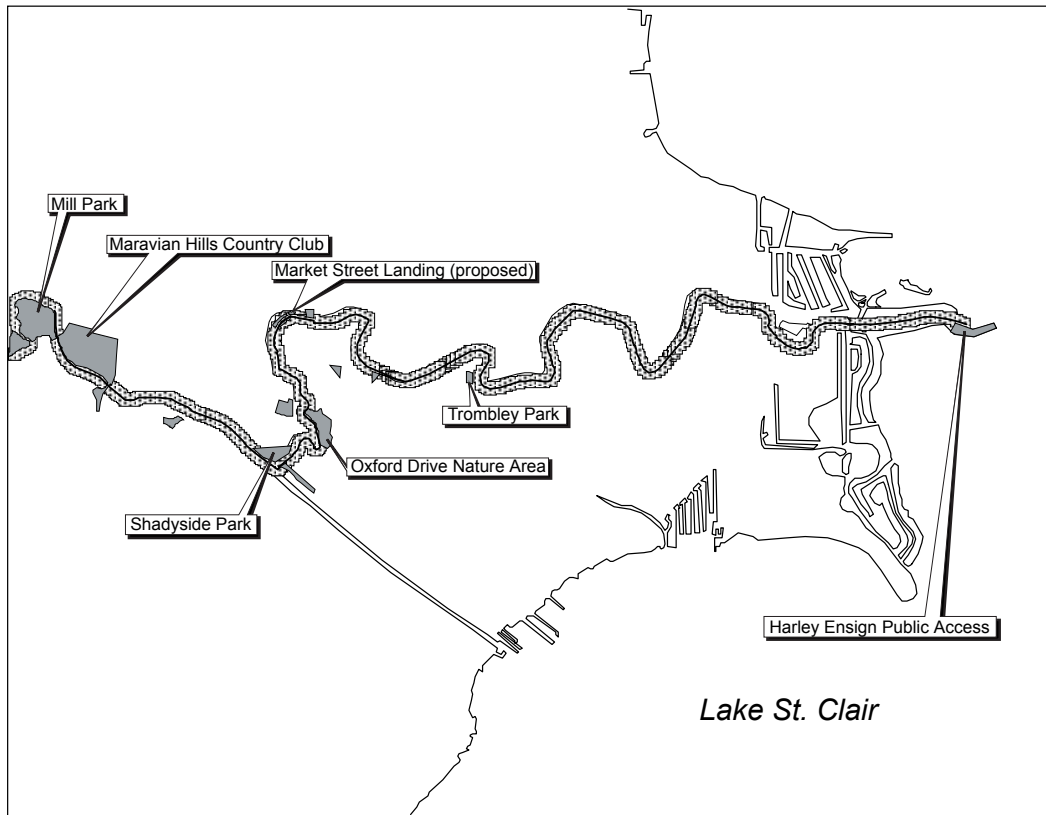 Mill Park
Maravian Hills Country Club
Market Street Landing (proposed)
Trombley Park
Oxford Drive Nature Area
Shadyside Park
Harley Ensign Public Access
Lake St. Clair